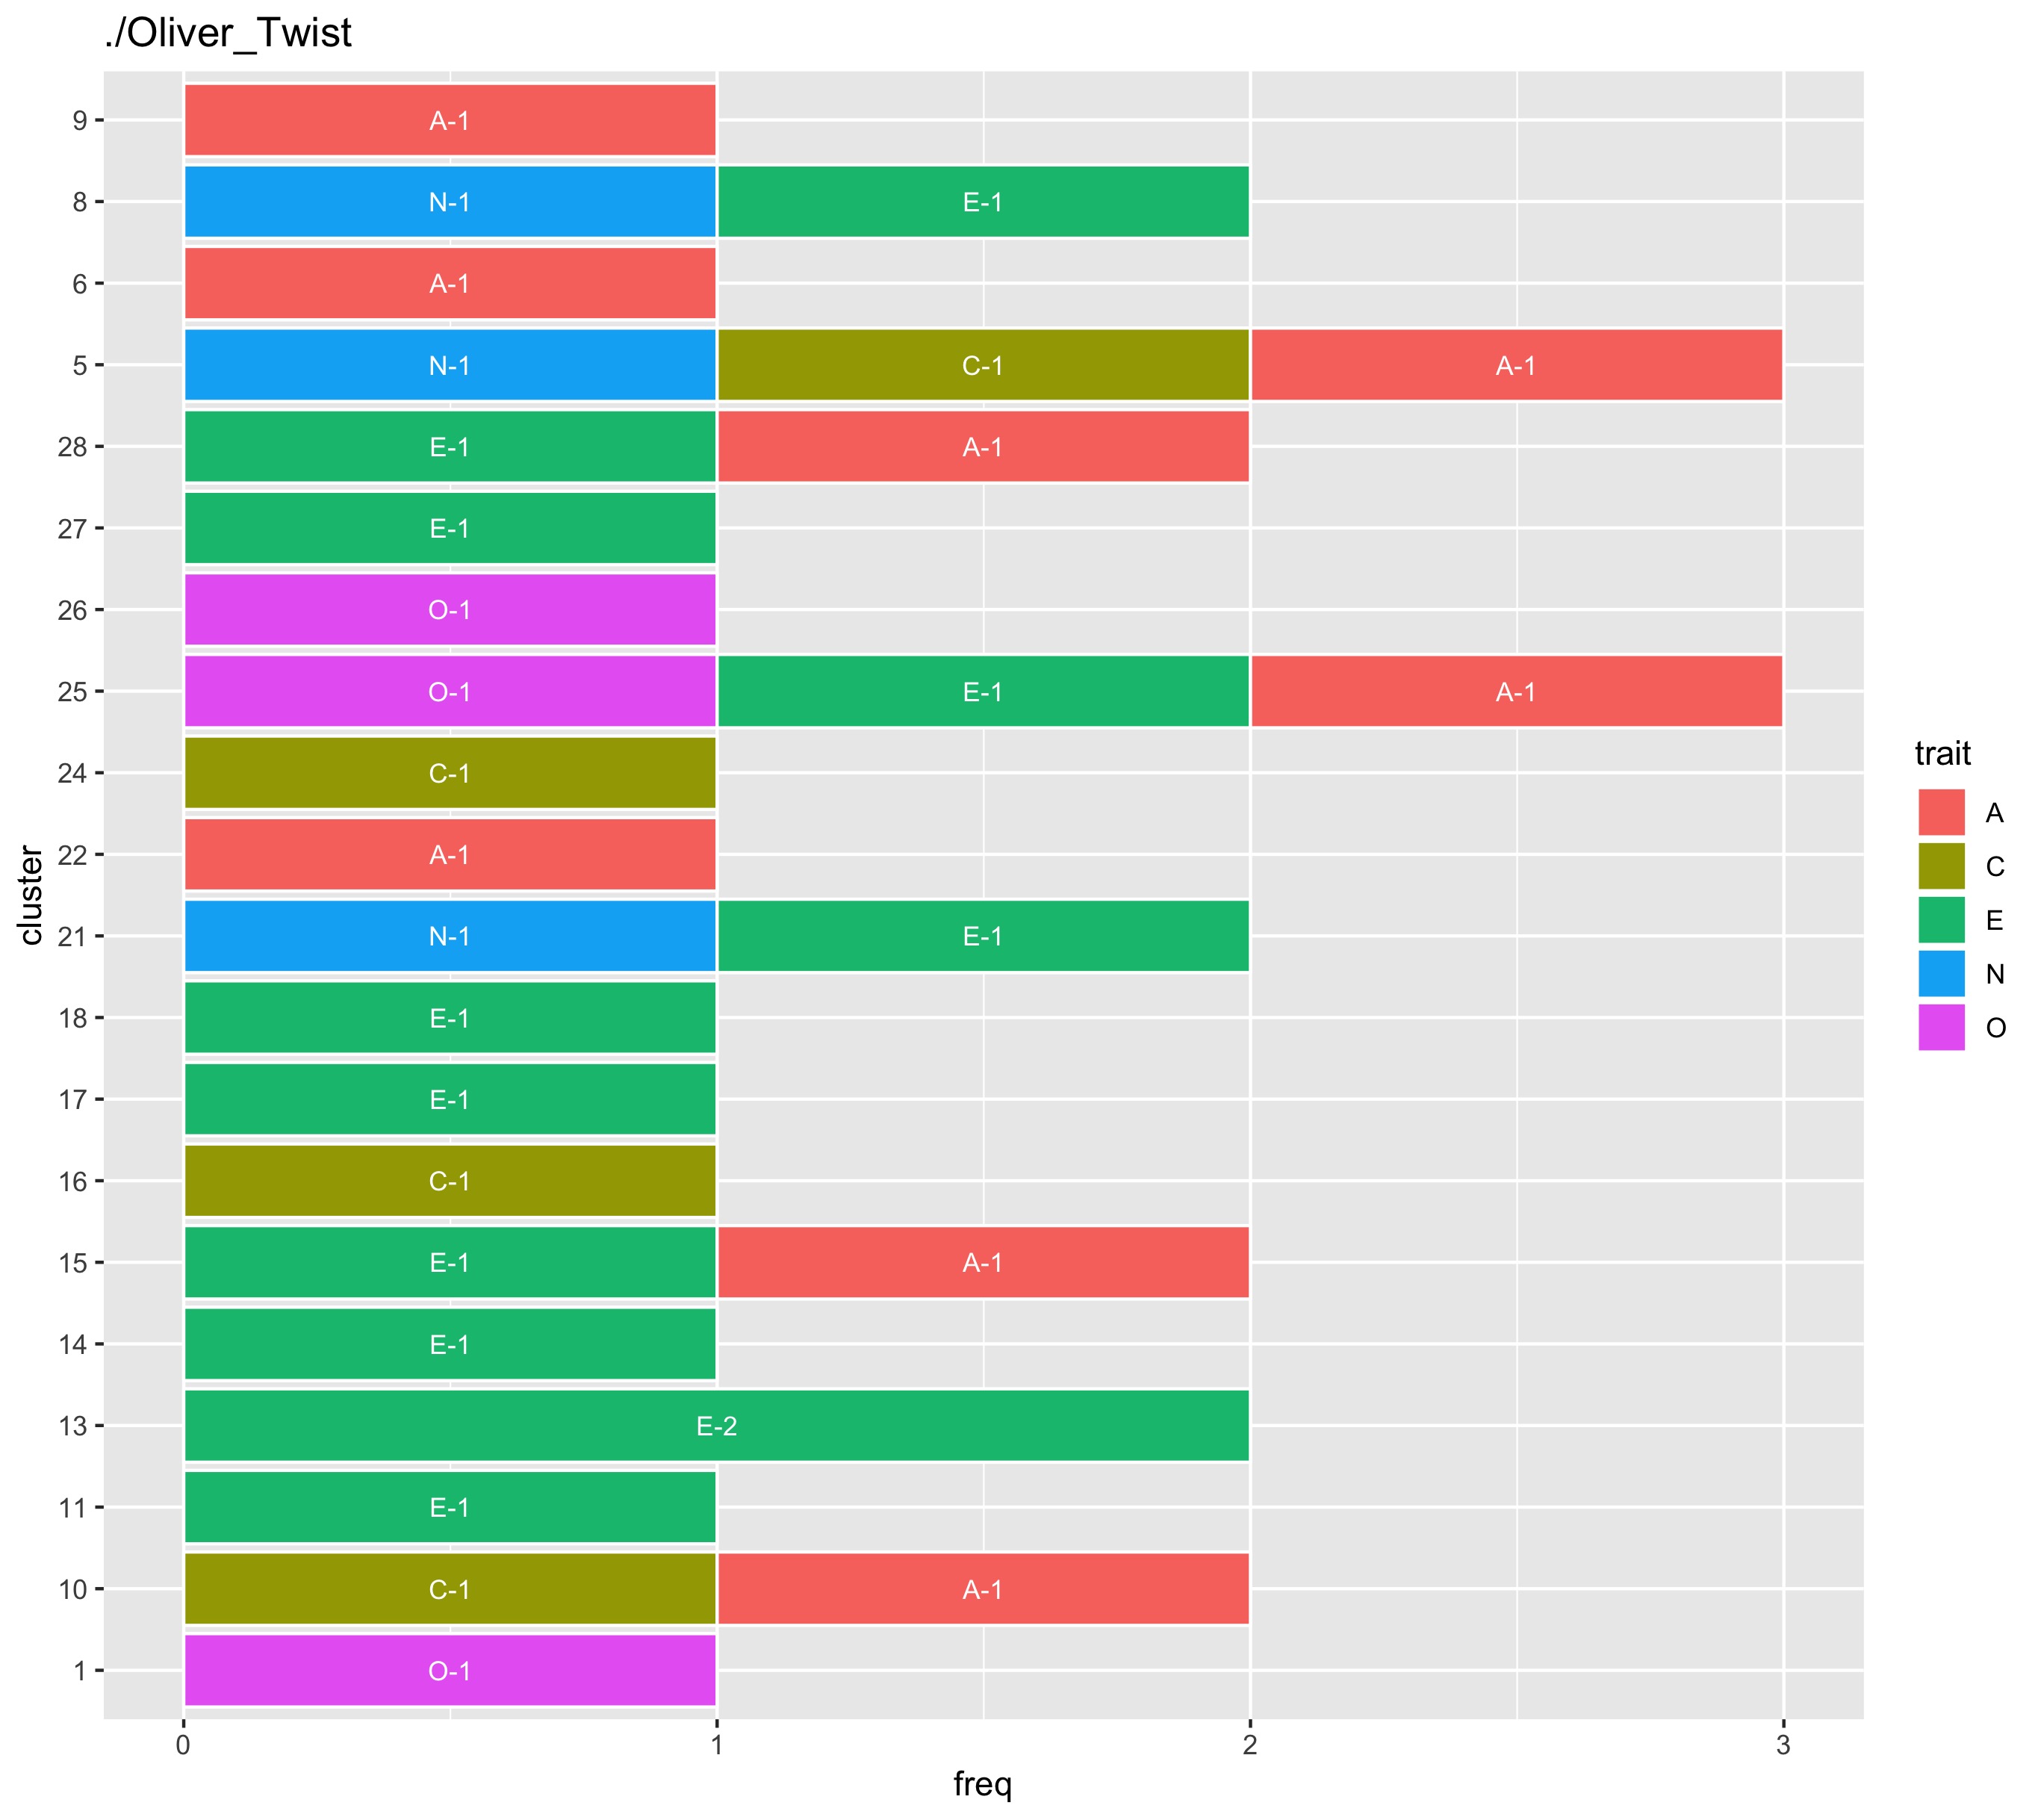 ./Oliver_Twist
9 A-1
8 N-1 E-1
6 A-1
5 N-1 C-1 A-1
28 E-1 A-1
27 E-1
26 O-1
25 O-1 E-1 A-1
24 C-1
22 A-1
21 N-1 E-1
18 E-1
17 E-1
16 C-1
15 E-1 A-1
14 E-1
13 E-2
11 E-1
10 C-1 A-1
1 O-1
0 1 2 3
freq
cluster
trait
A
C
E
N
O